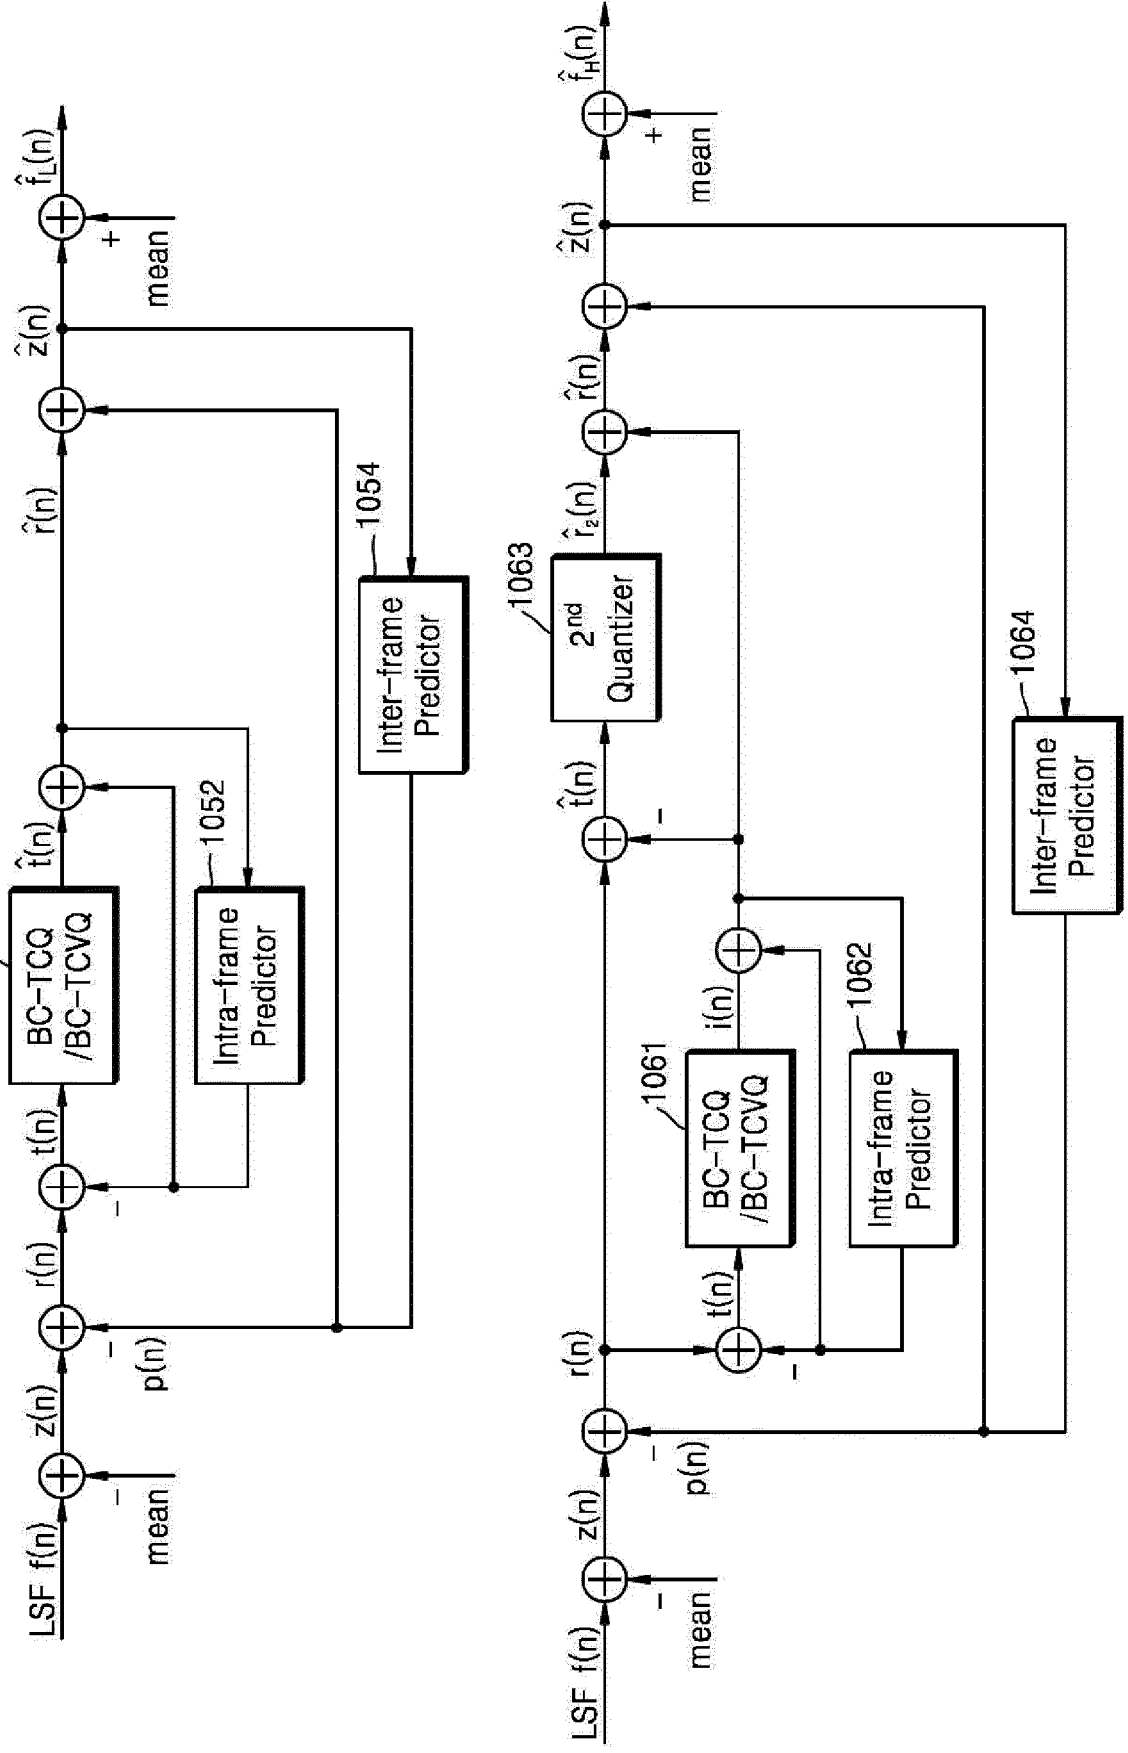 LSF f(n)
mean
−
z(n)
−
p(n)
r(n)
−
t(n)
BC−TCQ
/BC−TCVQ
t̂(n)
Intra−frame
Predictor
1052
r̂(n)
Inter−frame
Predictor
1054
ẑ(n)
+
mean
f̂L(n)
LSF f(n)
−
mean
z(n)
−
p(n)
r(n)
−
t(n)
BC−TCQ
/BC−TCVQ
1061
i(n)
Intra−frame
Predictor
1062
−
t̂(n)
2nd
Quantizer
1063
r̂2(n)
r̂(n)
Inter−frame
Predictor
1064
ẑ(n)
+
mean
f̂H(n)